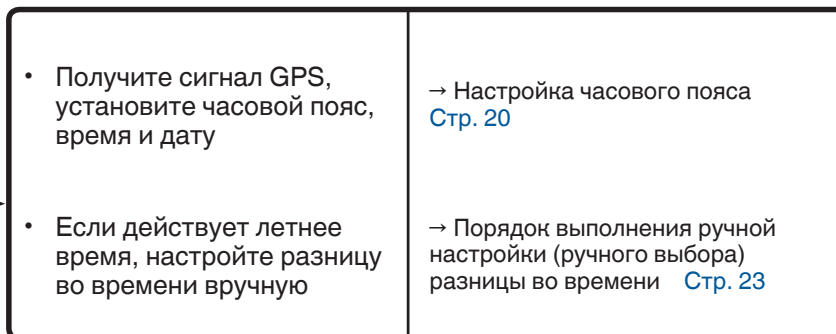 • Получите сигнал GPS,
установите часовой пояс,
время и дату
→ Настройка часового пояса
Стр. 20
• Если действует летнее
время, настройте разницу
во времени вручную
→ Порядок выполнения ручной
настройки (ручного выбора)
разницы во времени Стр. 23